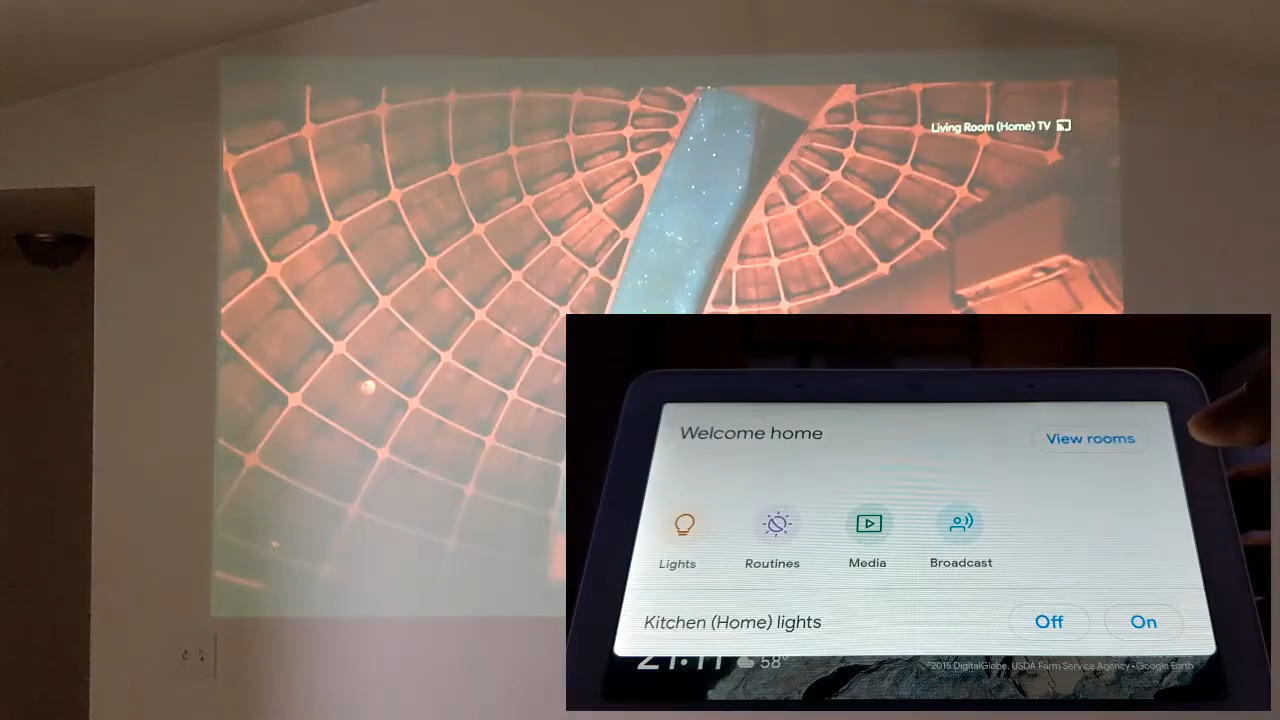 Living Room (Home) TV
Welcome home
View rooms
Lights
Routines
Media
Broadcast
Kitchen (Home) lights
Off
On
21:11
58°
©2015 DigitalGlobe, USDA Farm Service Agency - Google Earth